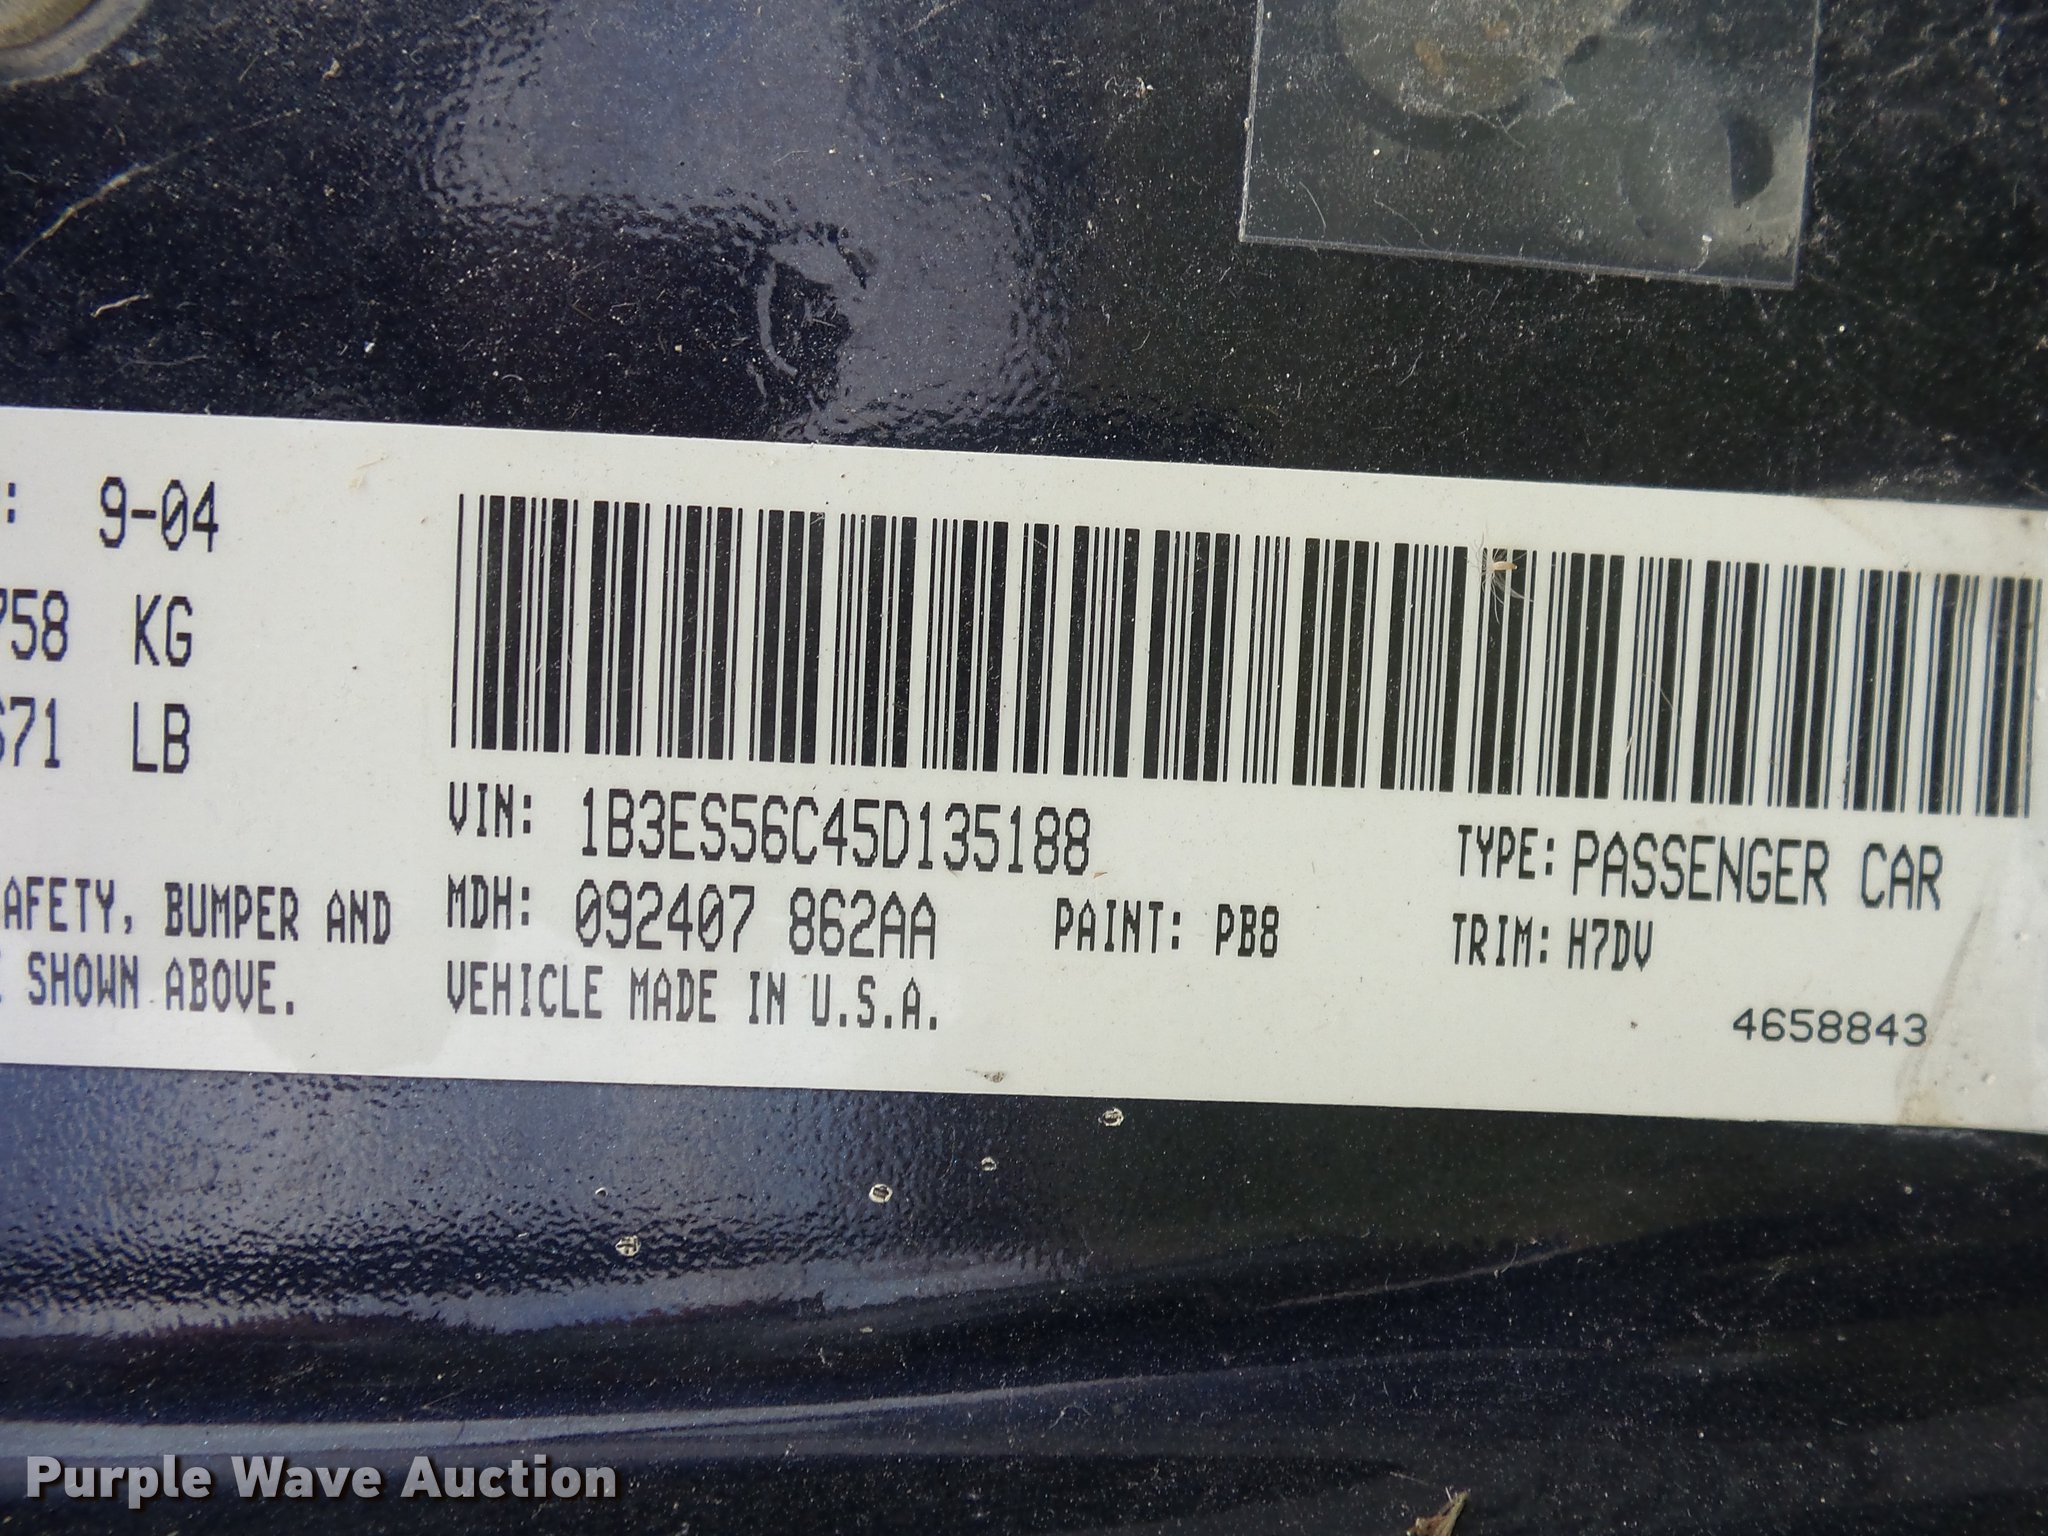 : 9-04
758 KG
671 LB
VIN: 1B3ES56C45D135188
TYPE: PASSENGER CAR
AFETY, BUMPER AND
MDH: 092407 862AA
PAINT: PB8
TRIM: H7DV
SHOWN ABOVE.
VEHICLE MADE IN U.S.A.
4658843
Purple Wave Auction